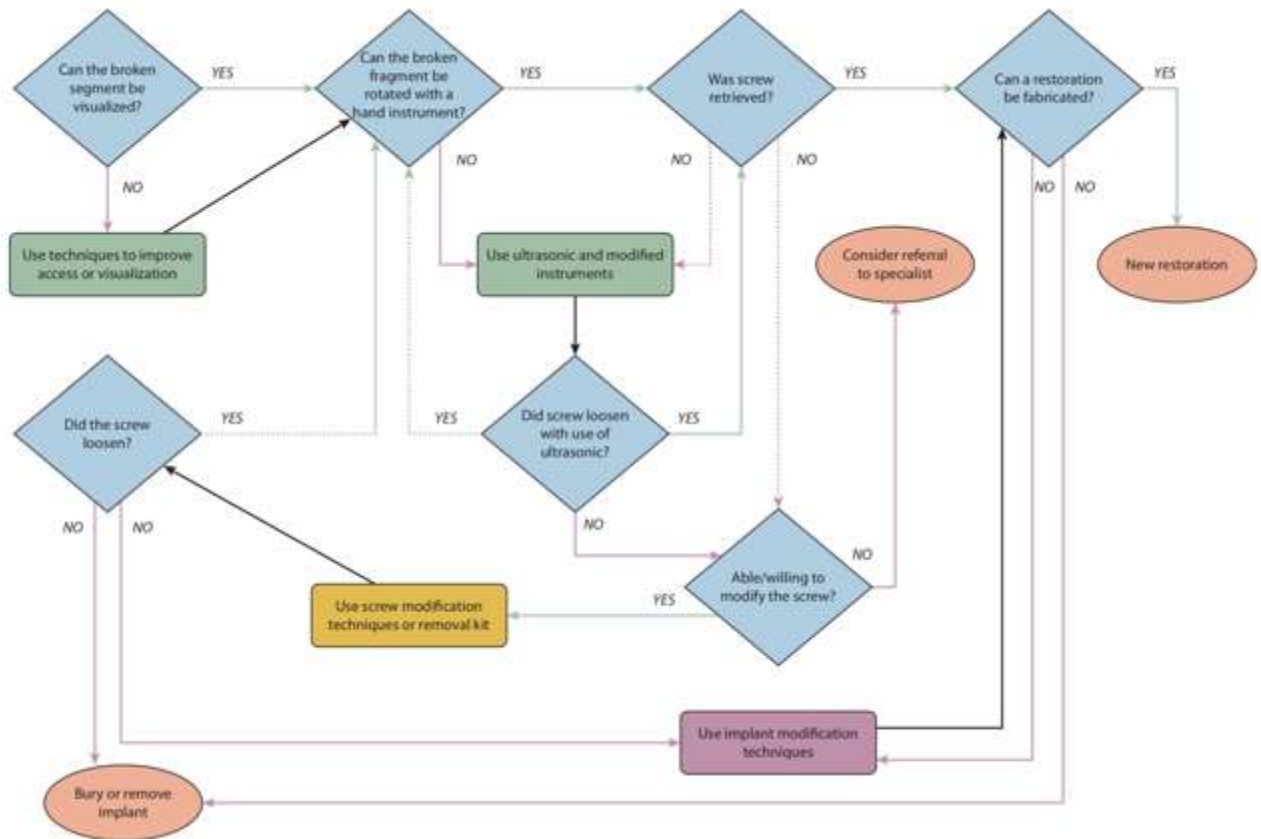 Can the broken
segment be
visualized?
YES
Can the broken
fragment be
rotated with a
hand instrument?
YES
Was screw
retrieved?
YES
Can a restoration
be fabricated?
YES
NO
NO
NO
NO
NO
NO
Use techniques to improve
access or visualization
Use ultrasonic and modified
instruments
Consider referral
to specialist
New restoration
Did the screw
loosen?
YES
YES
Did screw loosen
with use of
ultrasonic?
YES
NO
NO
NO
Able/willing to
modify the screw?
NO
YES
Use screw modification
techniques or removal kit
Use implant modification
techniques
Bury or remove
implant